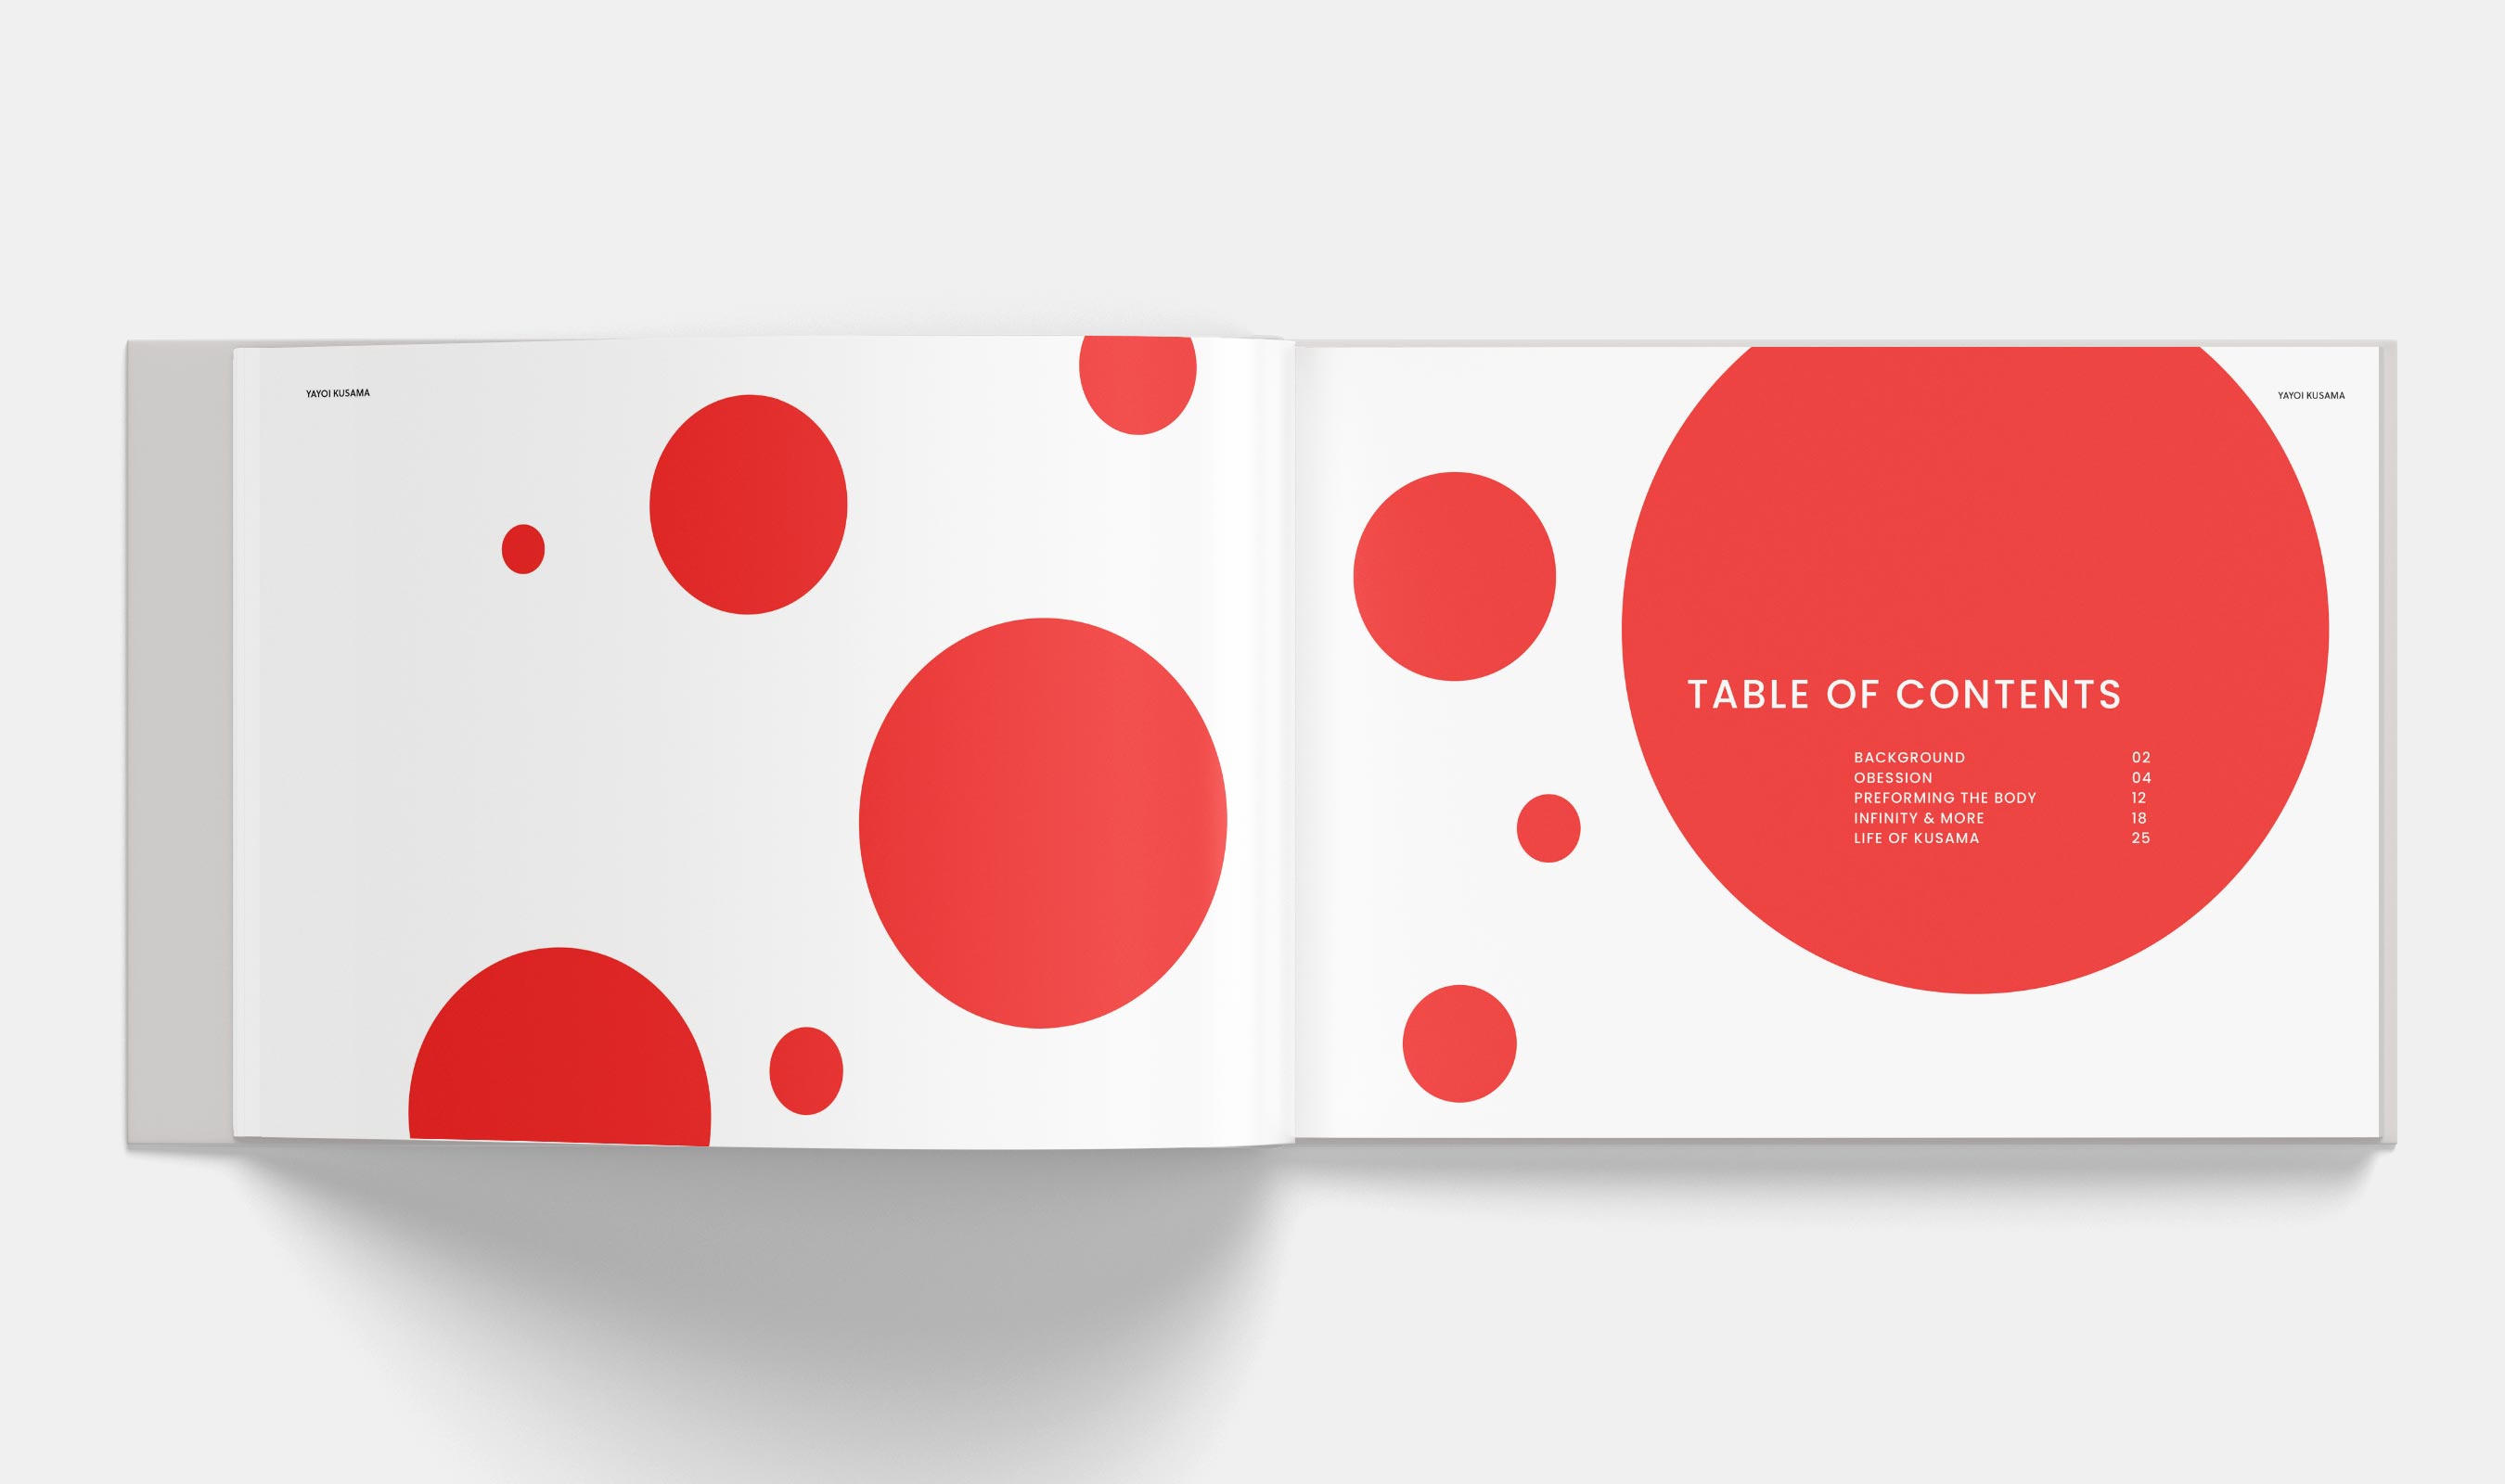 YAYOI KUSAMA
YAYOI KUSAMA
TABLE OF CONTENTS
BACKGROUND 02
OBESSION 04
PREFORMING THE BODY 12
INFINITY & MORE 18
LIFE OF KUSAMA 25